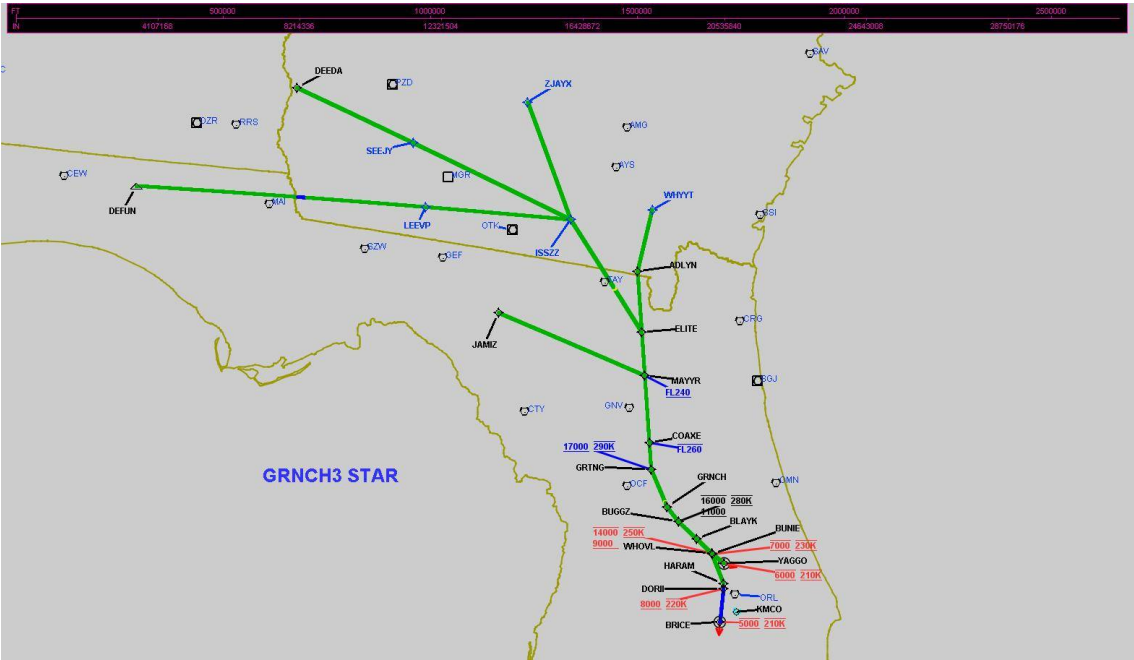 FT 500000 1000000 1500000 2000000 2500000
IN 4107168 8214336 12321504 16428672 20535840 24643008 28750176
SAV
C
DEEDA
PZD
ZJAYX
OZR
RRS
AMG
SEEJY
AYS
CEW
MGR
WHYYT
MAI
DEFUN
SSI
LEEVP
OTK
ISSZZ
SZW
GEF
ADLYN
TAY
CRG
ELITE
JAMIZ
MAYYR
SGJ
FL240
CTY
GNV
COAXE
17000 290K
FL260
GRTNG
GRNCH3 STAR
GRNCH
OCF
OMN
16000 280K
11000
BUGGZ
BLAYK
14000 250K
BUNIE
9000
WHOVL
7000 230K
HARAM
YAGGO
6000 210K
DORII
ORL
8000 220K
KMCO
BRICE
5000 210K